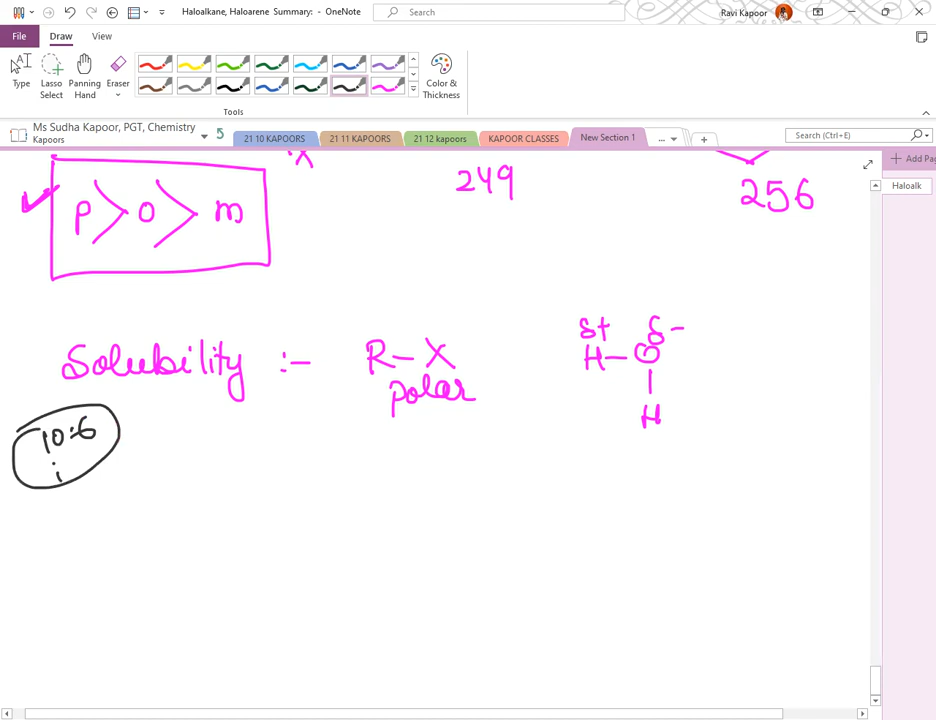 Haloalkane, Haloarene Summary: - OneNote
Search
Ravi Kapoor
File
Draw
View
Type
Lasso Select
Panning Hand
Eraser
Color & Thickness
Tools
Ms Sudha Kapoor, PGT, Chemistry
Kapoors
21 10 KAPOORS
21 11 KAPOORS
21 12 kapoors
KAPOOR CLASSES
New Section 1
...
Search (Ctrl+E)
Add Pa
Haloalk
X
249
256
p > o > m
Solubility :- R-X
polar
δ+ δ-
H-O
H
10:6
i